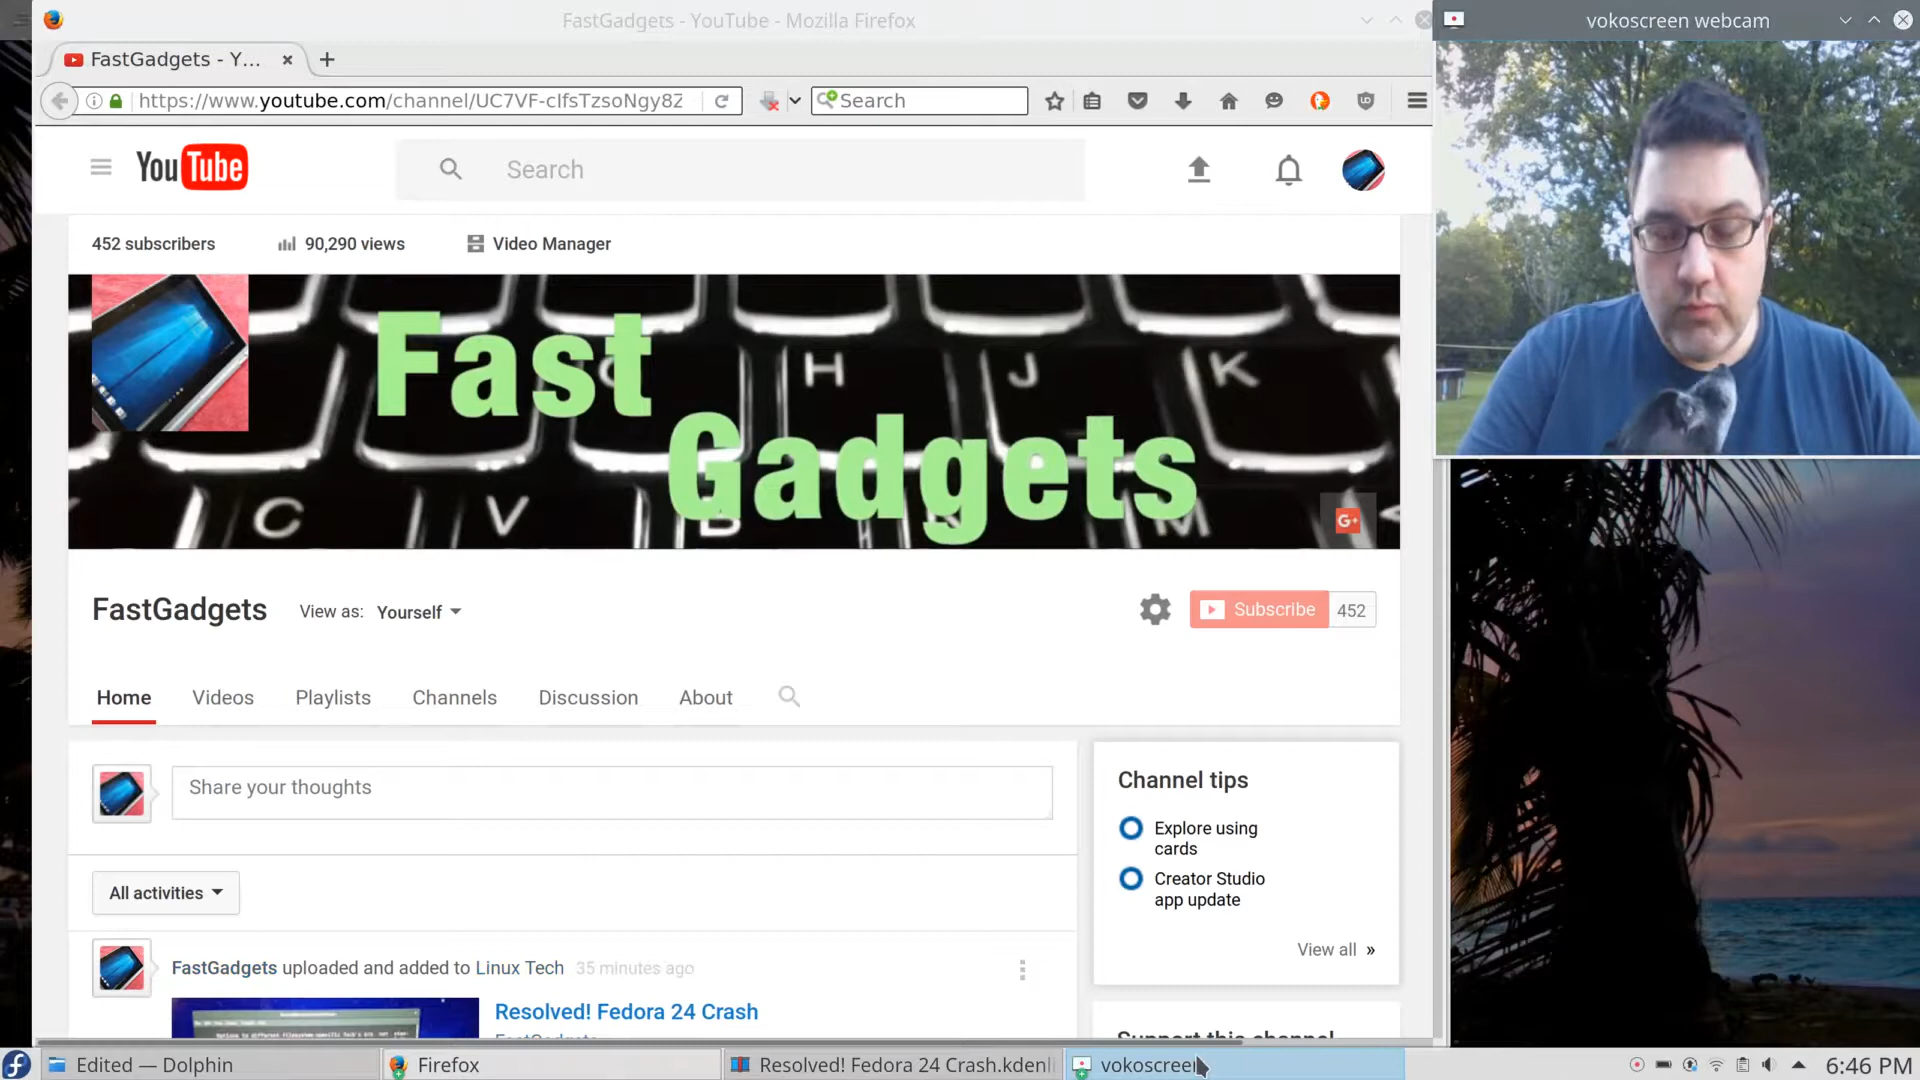 FastGadgets - YouTube - Mozilla Firefox
vokoscreen webcam
FastGadgets - Y...
https://www.youtube.com/channel/UC7VF-cIfsTzsoNgy8Z
Search
YouTube
Search
452 subscribers
90,290 views
Video Manager
Fast
Gadgets
H J K
C V B M
G+
FastGadgets
View as: Yourself
Subscribe 452
Home Videos Playlists Channels Discussion About
Share your thoughts
Channel tips
Explore using
cards
Creator Studio
app update
View all »
All activities
FastGadgets uploaded and added to Linux Tech 35 minutes ago
Resolved! Fedora 24 Crash
FastGadgets
Support this channel
Edited — Dolphin
Firefox
Resolved! Fedora 24 Crash.kdenli
vokoscreen
6:46 PM